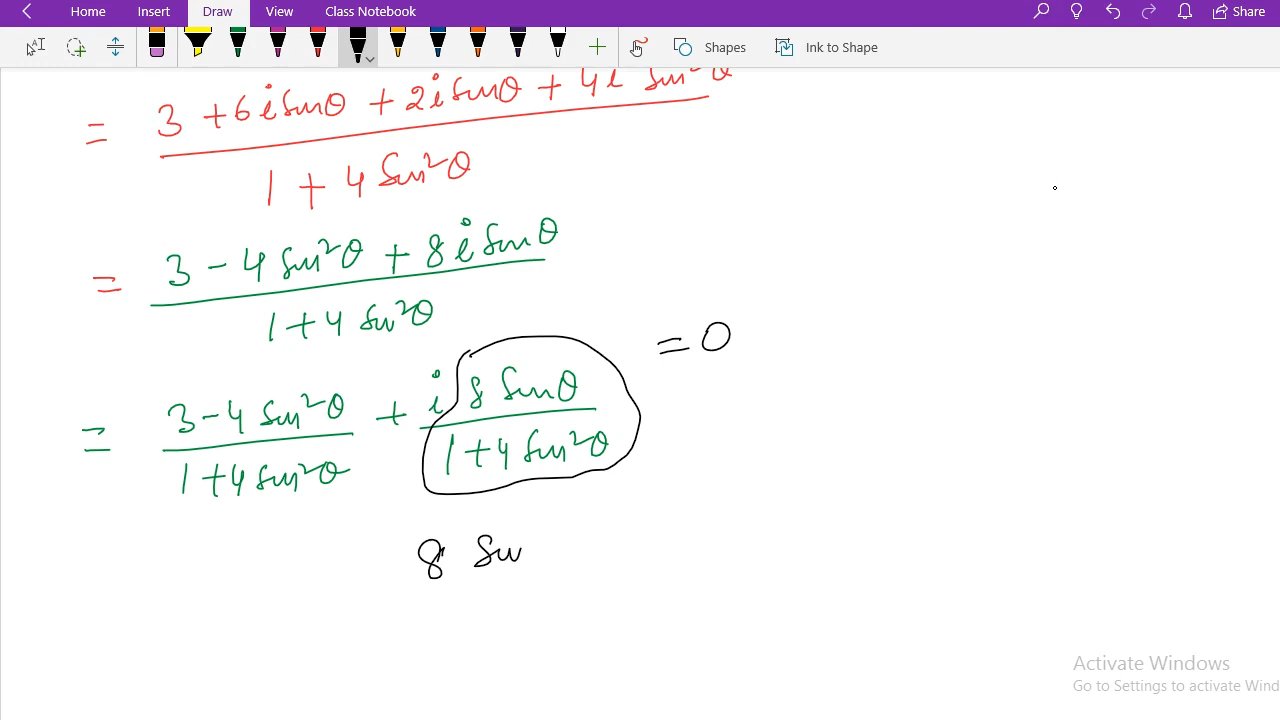 Home Insert Draw View Class Notebook Share
Shapes Ink to Shape
= 3 + 6i Sinθ + 2i Sinθ + 4i² Sin²θ
1 + 4 Sin²θ
= 3 - 4 Sin²θ + 8i Sinθ
1 + 4 Sin²θ
= 0
= 3 - 4 Sin²θ + i 8 Sinθ
1 + 4 Sin²θ 1 + 4 Sin²θ
8 Sin
Activate Windows
Go to Settings to activate Wind